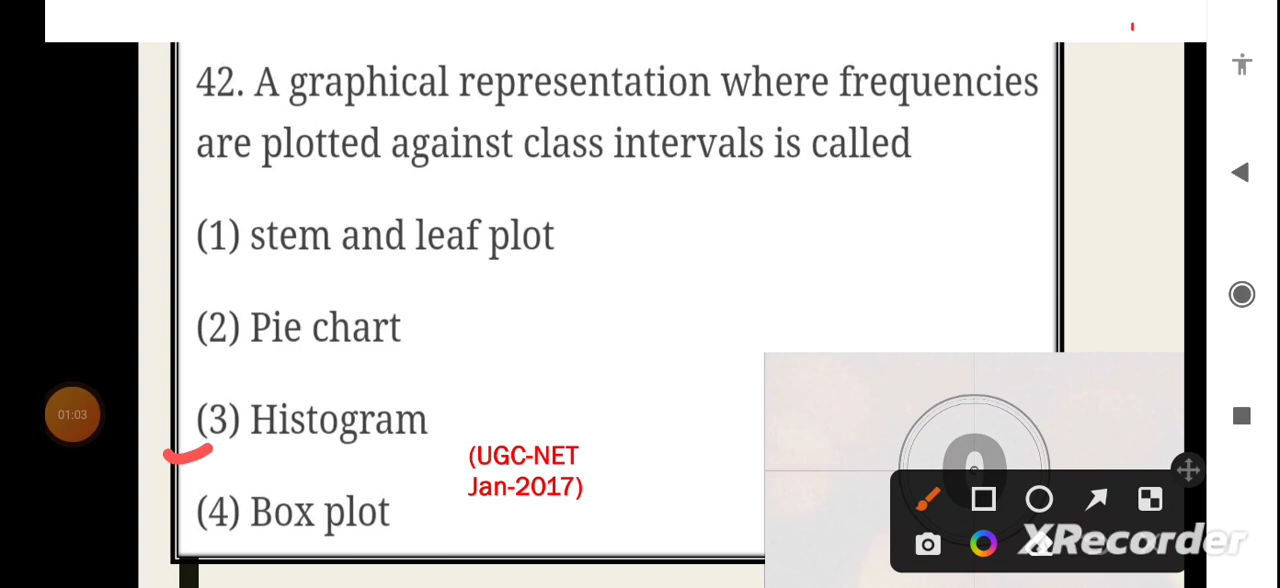 42. A graphical representation where frequencies
are plotted against class intervals is called
(1) stem and leaf plot
(2) Pie chart
(3) Histogram
(UGC-NET
Jan-2017)
(4) Box plot
01:03
0
XRecorder